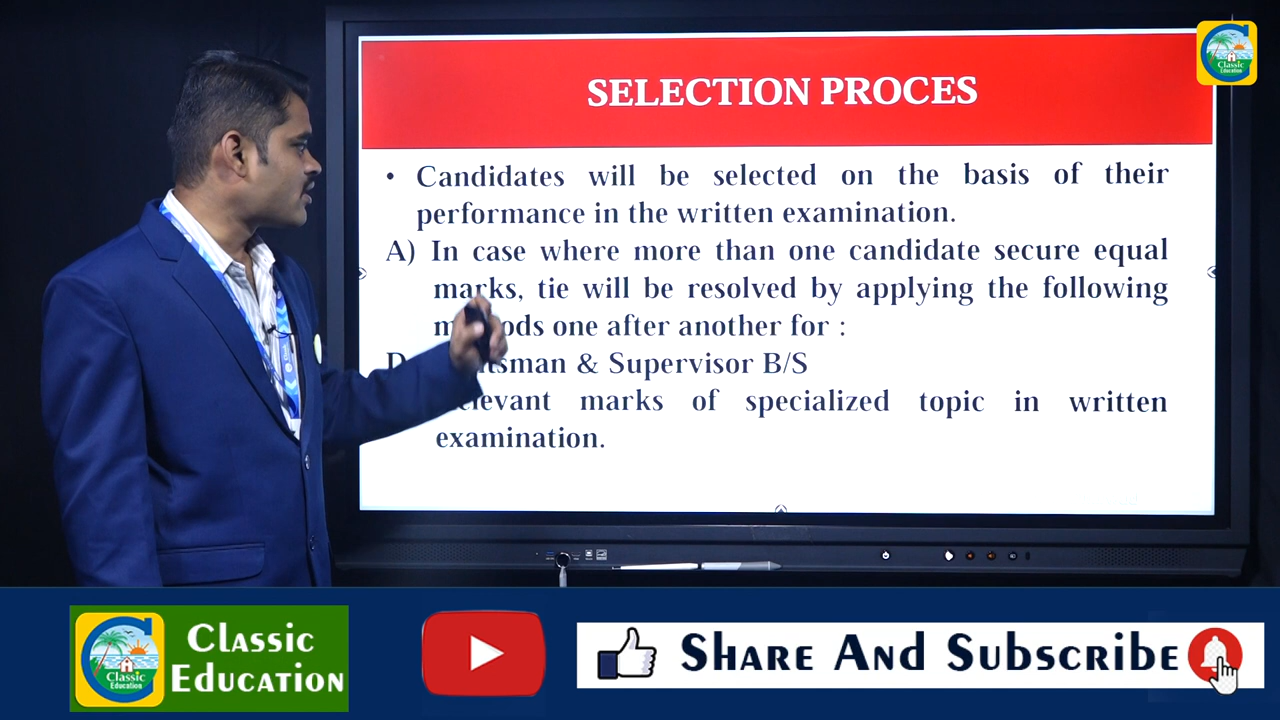 SELECTION PROCES
Classic
Education
• Candidates will be selected on the basis of their
performance in the written examination.
A) In case where more than one candidate secure equal
marks, tie will be resolved by applying the following
one after another for :
& Supervisor B/S
marks of specialized topic in written
examination.
Classic
Education
Classic
Education
Share And Subscribe